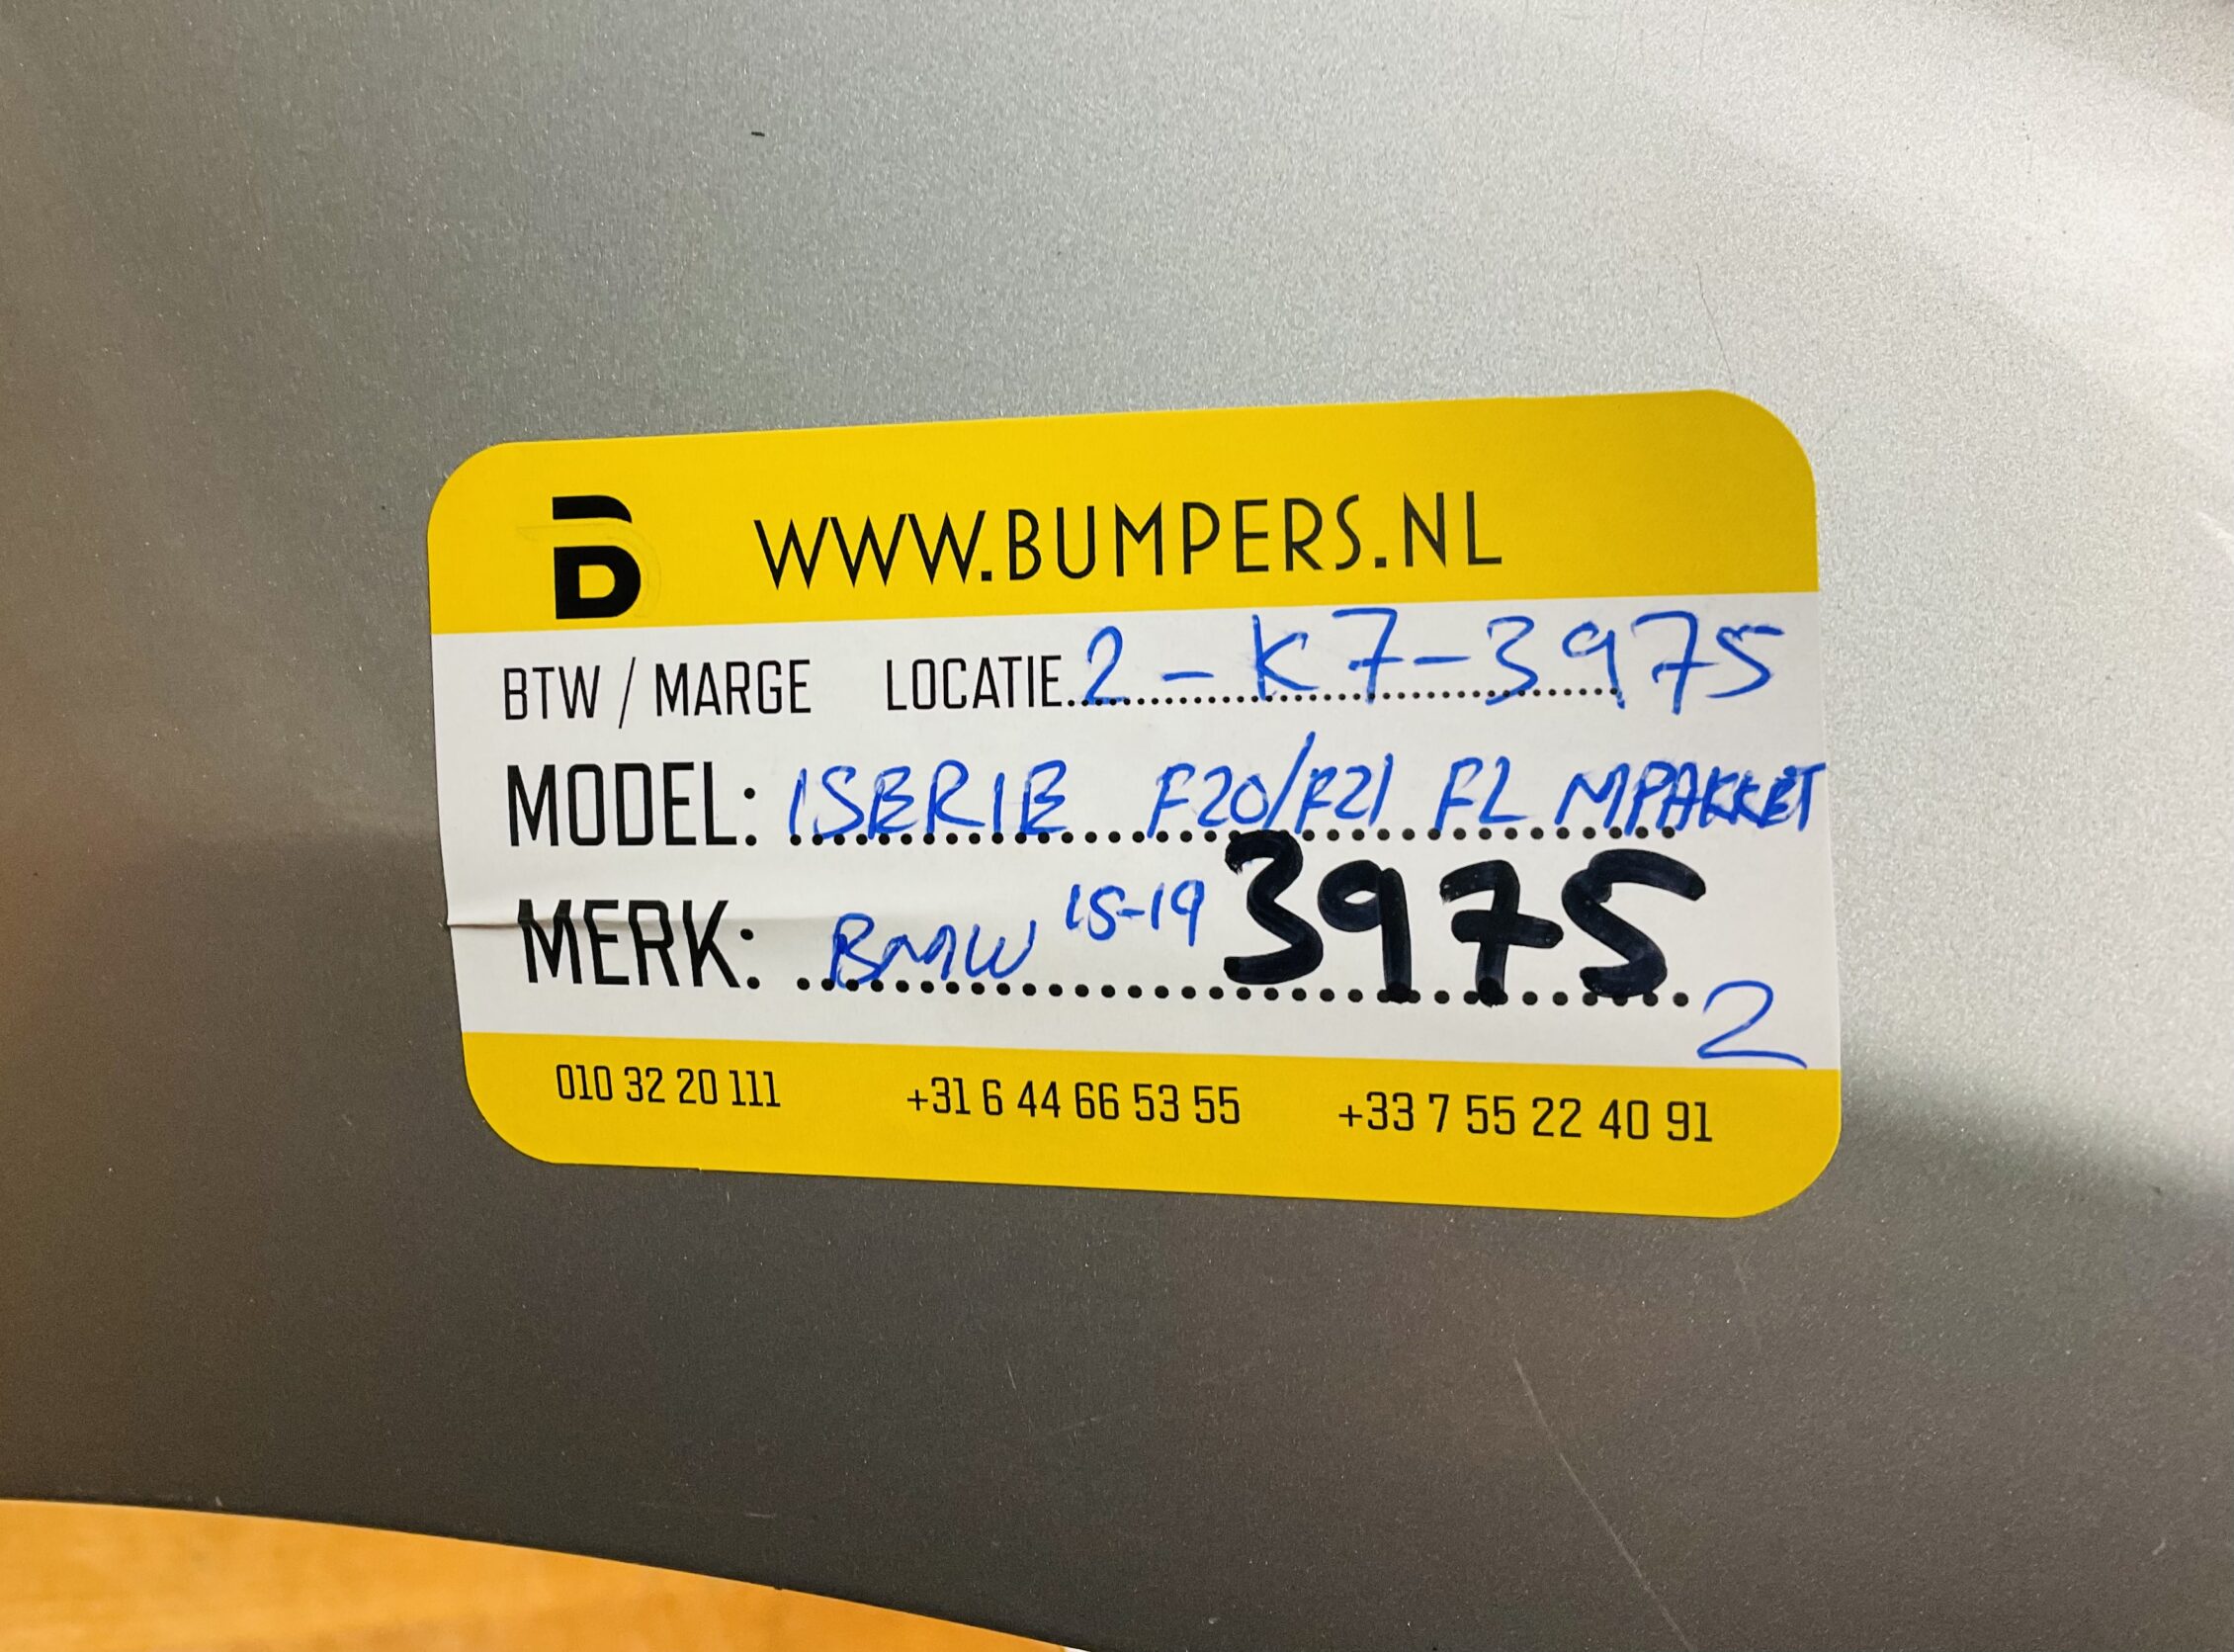 B WWW.BUMPERS.NL
BTW / MARGE LOCATIE 2-K7-3975
MODEL: 1SERIE F20/F21 FL MPAKKET
MERK: BMW 15-19 3975
2
010 32 20 111 +31 6 44 66 53 55 +33 7 55 22 40 91